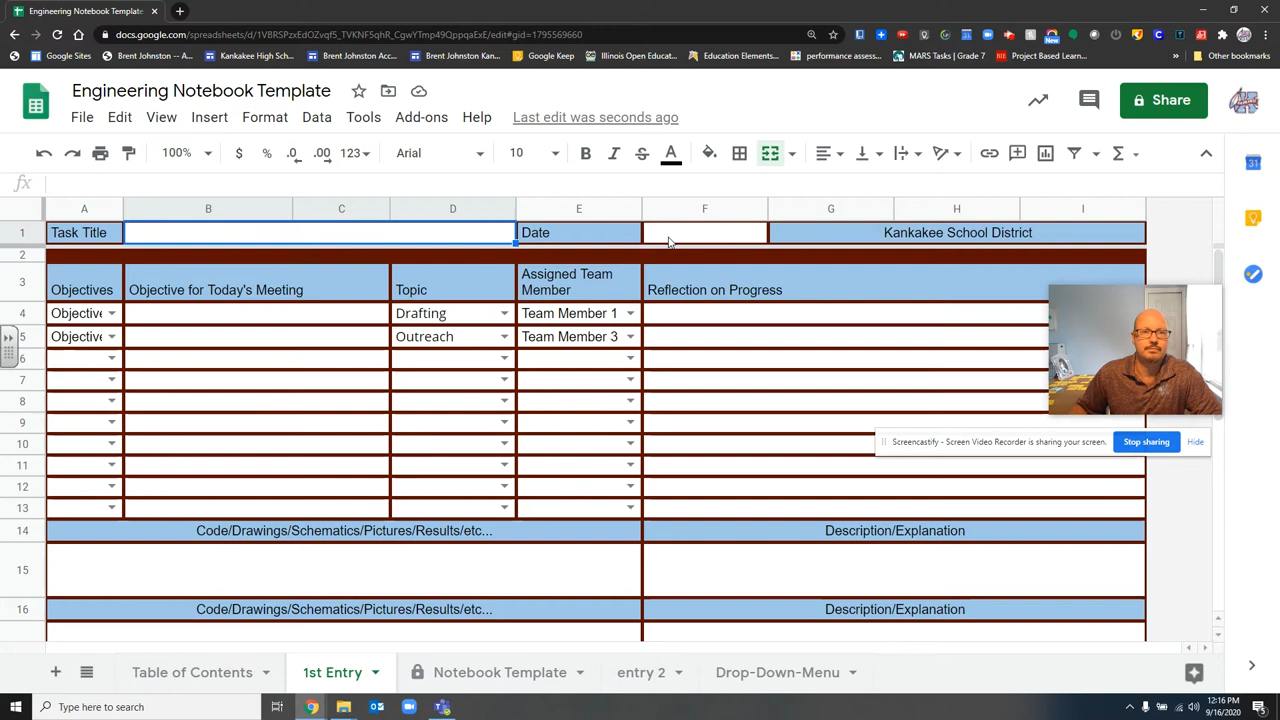 Engineering Notebook Template
docs.google.com/spreadsheets/d/1VBRSPzxEdOZvqf5_TVKNF5qhR_CgwYTmp49QppqaExE/edit#gid=1795569660
Google Sites
Brent Johnston -- A...
Kankakee High Scho...
Brent Johnston Acc...
Brent Johnston Kan...
Google Keep
Illinois Open Educat...
Education Elements...
performance assess...
MARS Tasks | Grade 7
Project Based Learn...
Other bookmarks
Engineering Notebook Template
Share
File Edit View Insert Format Data Tools Add-ons Help Last edit was seconds ago
100% $ % .0 .00 123 Arial 10 B I S A
fx
A B C D E F G H I
1 Task Title Date Kankakee School District
2
3 Objectives Objective for Today's Meeting Topic Assigned Team Member Reflection on Progress
4 Objective Drafting Team Member 1
5 Objective Outreach Team Member 3
6
7
8
9
10
11
12
13
Screencastify - Screen Video Recorder is sharing your screen. Stop sharing Hide
14 Code/Drawings/Schematics/Pictures/Results/etc... Description/Explanation
15
16 Code/Drawings/Schematics/Pictures/Results/etc... Description/Explanation
Table of Contents 1st Entry Notebook Template entry 2 Drop-Down-Menu
Type here to search
12:16 PM
9/16/2020